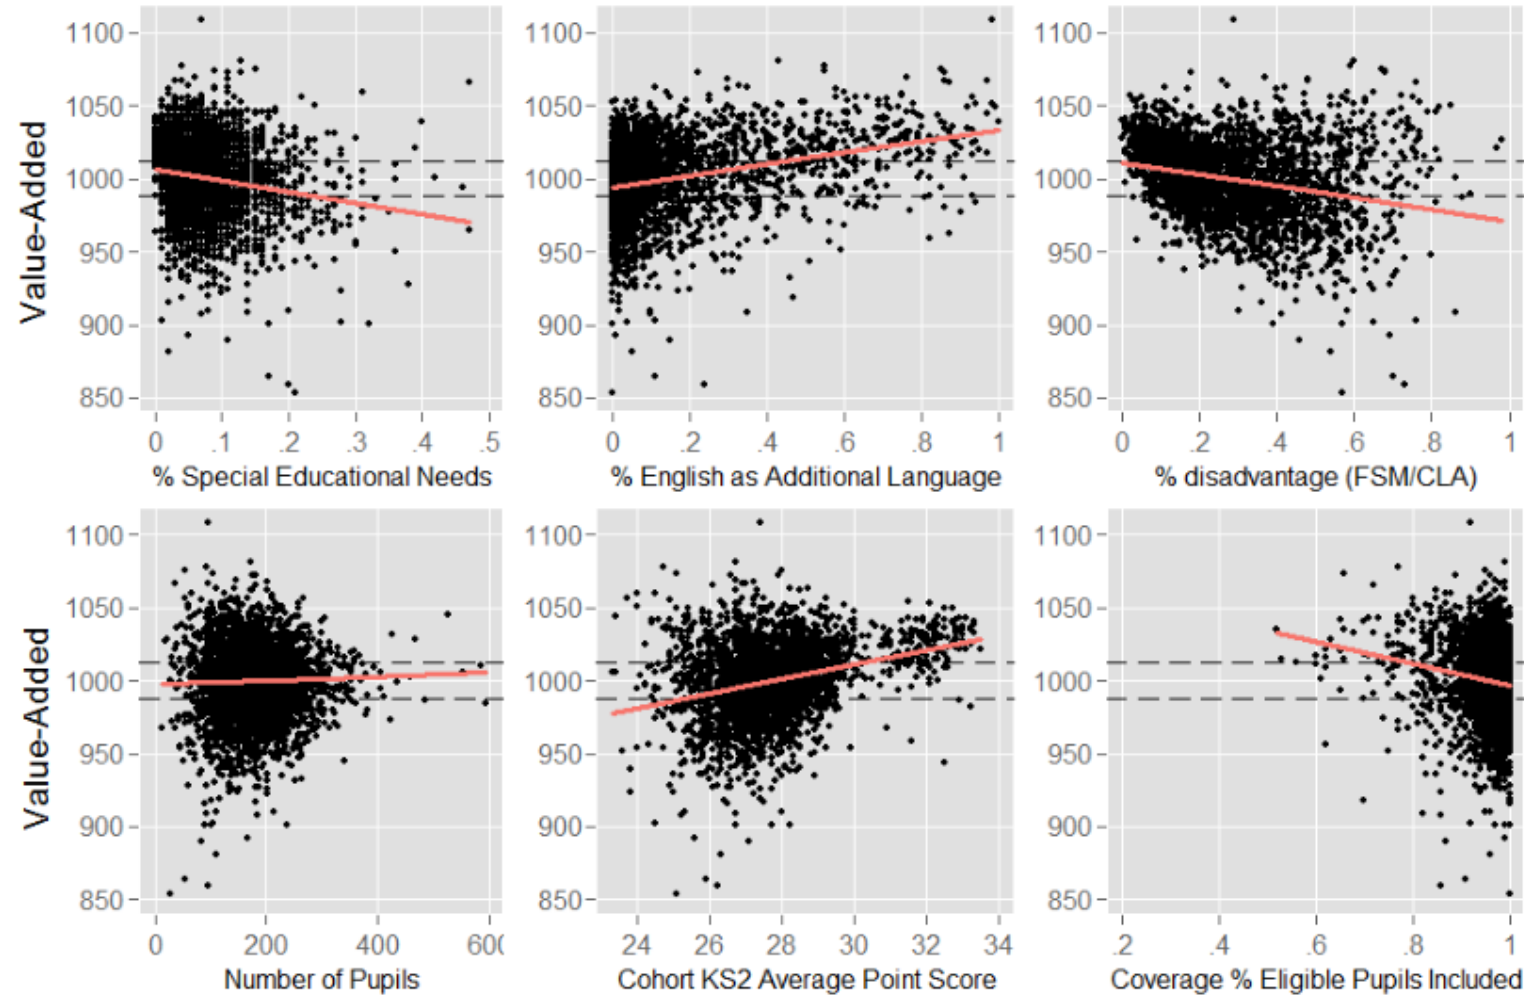 1100
1050
1000
950
900
850
Value-Added
0 .1 .2 .3 .4 .5
% Special Educational Needs
1100
1050
1000
950
900
850
0 .2 .4 .6 .8 1
% English as Additional Language
1100
1050
1000
950
900
850
0 .2 .4 .6 .8 1
% disadvantage (FSM/CLA)
1100
1050
1000
950
900
850
Value-Added
0 200 400 600
Number of Pupils
1100
1050
1000
950
900
850
24 26 28 30 32 34
Cohort KS2 Average Point Score
1100
1050
1000
950
900
850
.2 .4 .6 .8 1
Coverage % Eligible Pupils Included